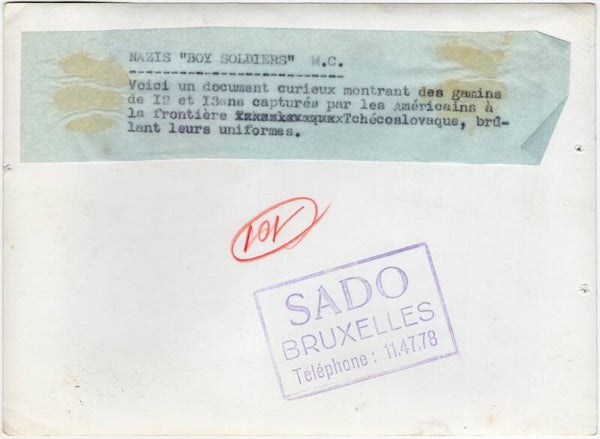 NAZIS "BOY SOLDIERS" M.C.
---------------------------
Voici un document curieux montrant des gamins
de I2 et I3ans capturés par les Américains à
la frontière Tchécoslovaque, brû-
lant leurs uniformes.
101
SADO
BRUXELLES
Téléphone : 11.47.78